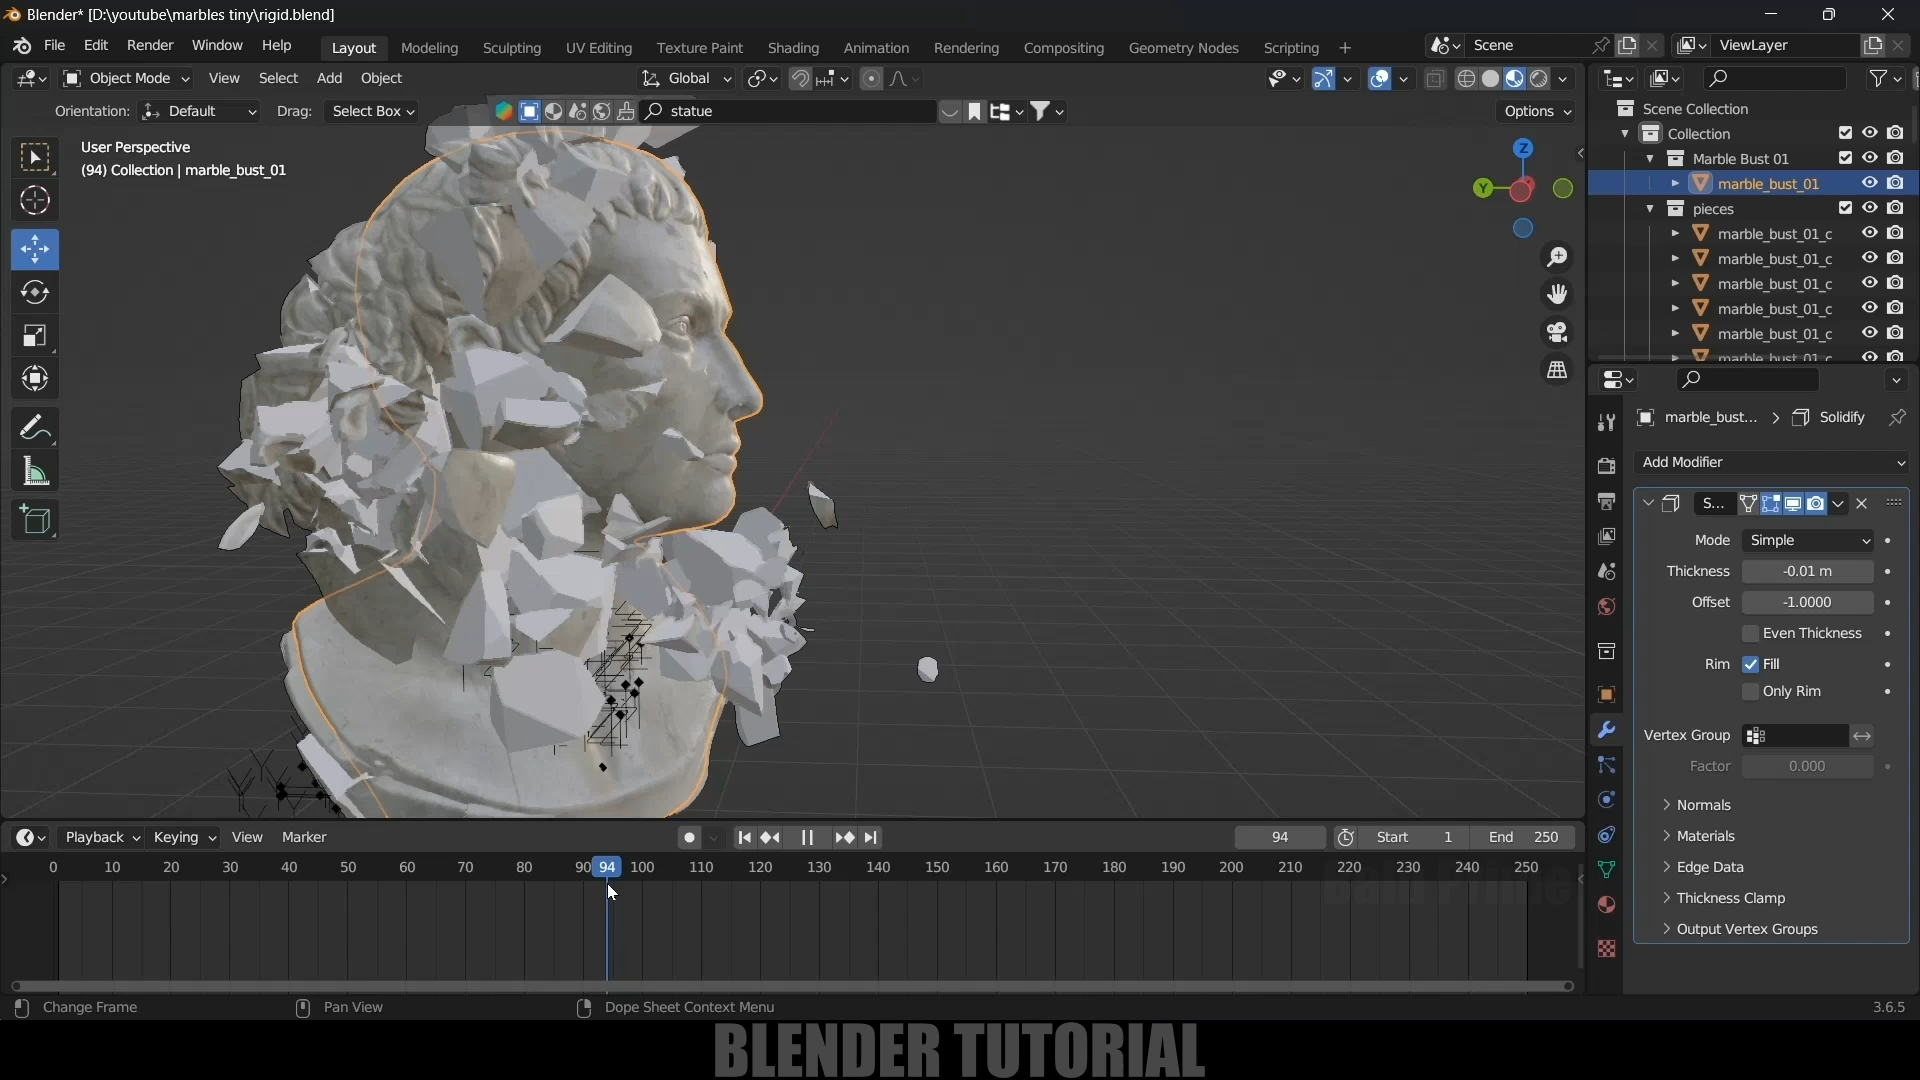 Blender* [D:\youtube\marbles tiny\rigid.blend]
File Edit Render Window Help Layout Modeling Sculpting UV Editing Texture Paint Shading Animation Rendering Compositing Geometry Nodes Scripting + Scene ViewLayer
Object Mode View Select Add Object Global
Orientation: Default Drag: Select Box statue Options
User Perspective
(94) Collection | marble_bust_01
Z
Y
Scene Collection
Collection
Marble Bust 01
marble_bust_01
pieces
marble_bust_01_c
marble_bust_01_c
marble_bust_01_c
marble_bust_01_c
marble_bust_01_c
marble_bust_01_c
marble_bust... > Solidify
Add Modifier
S...
Mode Simple
Thickness -0.01 m
Offset -1.0000
Even Thickness
Rim Fill
Only Rim
Vertex Group
Factor 0.000
Normals
Materials
Edge Data
Thickness Clamp
Output Vertex Groups
Playback Keying View Marker 94 Start 1 End 250
0 10 20 30 40 50 60 70 80 90 94 100 110 120 130 140 150 160 170 180 190 200 210 220 230 240 250
Change Frame Pan View Dope Sheet Context Menu 3.6.5
BLENDER TUTORIAL